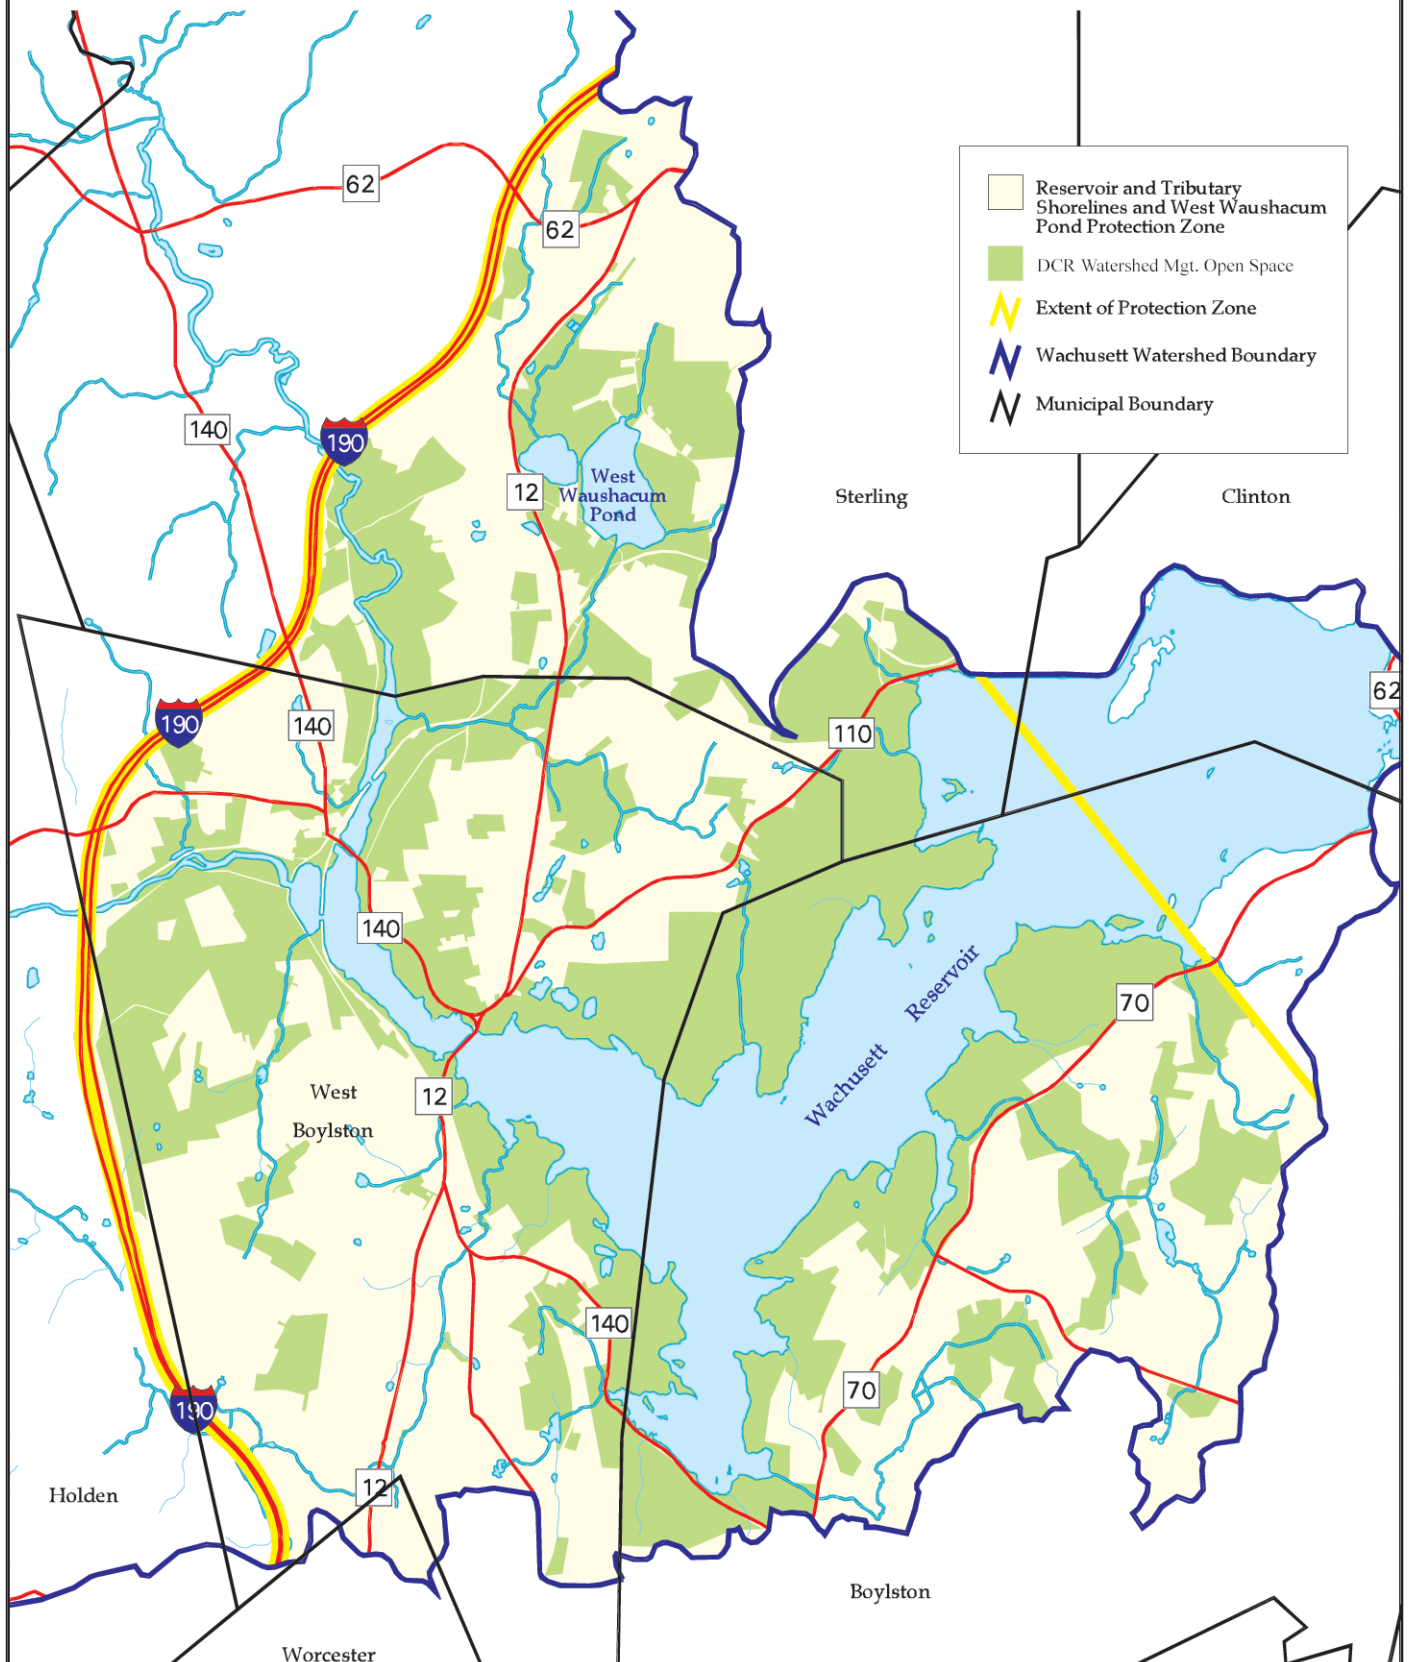 62
62
Reservoir and Tributary
Shorelines and West Waushacum
Pond Protection Zone
DCR Watershed Mgt. Open Space
Extent of Protection Zone
Wachusett Watershed Boundary
Municipal Boundary
140
190
12
West
Waushacum
Pond
Sterling
Clinton
62
190
140
110
140
Reservoir
Wachusett
70
12
West
Boylston
140
70
190
12
Holden
Boylston
Worcester